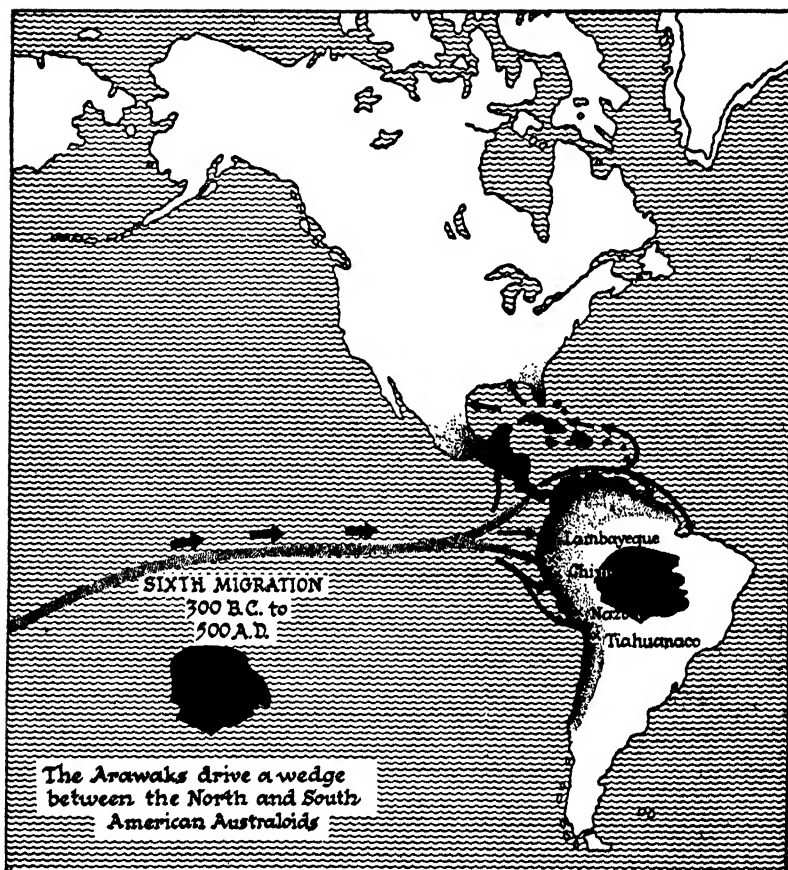 Lambayeque
SIXTH MIGRATION
300 B.C. to
500 A.D.
Tiahuanaco
The Arawaks drive a wedge
between the North and South
American Australoids